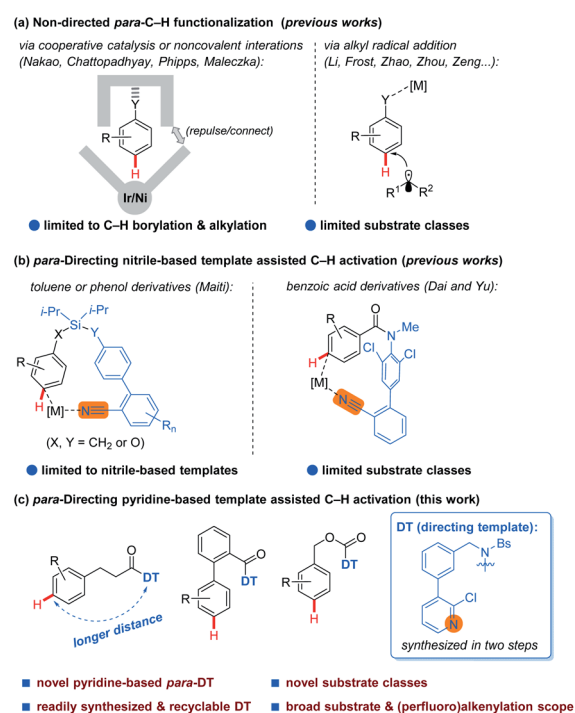 (a) Non-directed para-C–H functionalization (previous works)
via cooperative catalysis or noncovalent interations
(Nakao, Chattopadhyay, Phipps, Maleczka):
via alkyl radical addition
(Li, Frost, Zhao, Zhou, Zeng...):
Y
R
(repulse/connect)
H
Ir/Ni
Y
[M]
R
H
R1 R2
limited to C–H borylation & alkylation
limited substrate classes
(b) para-Directing nitrile-based template assisted C–H activation (previous works)
toluene or phenol derivatives (Maiti):
benzoic acid derivatives (Dai and Yu):
i-Pr i-Pr
Si
X Y
R
H
[M] N
Rn
(X, Y = CH2 or O)
R O
N Me
Cl Cl
H
[M]
N
limited to nitrile-based templates
limited substrate classes
(c) para-Directing pyridine-based template assisted C–H activation (this work)
R
O
DT
H
longer distance
O
DT
R
H
O O
DT
R
H
DT (directing template):
Bs
N
Cl
N
synthesized in two steps
novel pyridine-based para-DT
novel substrate classes
readily synthesized & recyclable DT
broad substrate & (perfluoro)alkenylation scope